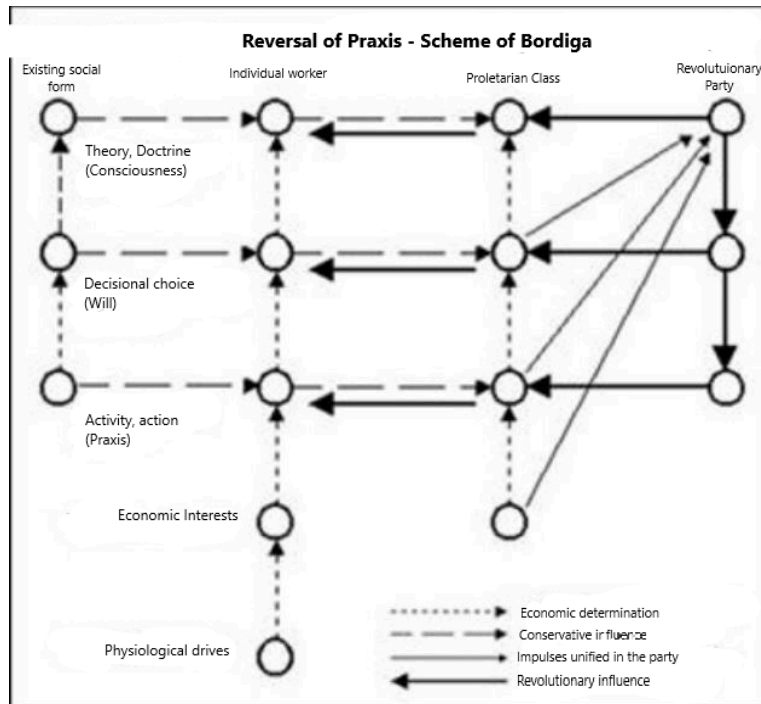 Reversal of Praxis - Scheme of Bordiga
Existing social
form
Individual worker
Proletarian Class
Revolutuionary
Party
Theory, Doctrine
(Consciousness)
Decisional choice
(Will)
Activity, action
(Praxis)
Economic Interests
Physiological drives
Economic determination
Conservative influence
Impulses unified in the party
Revolutionary influence